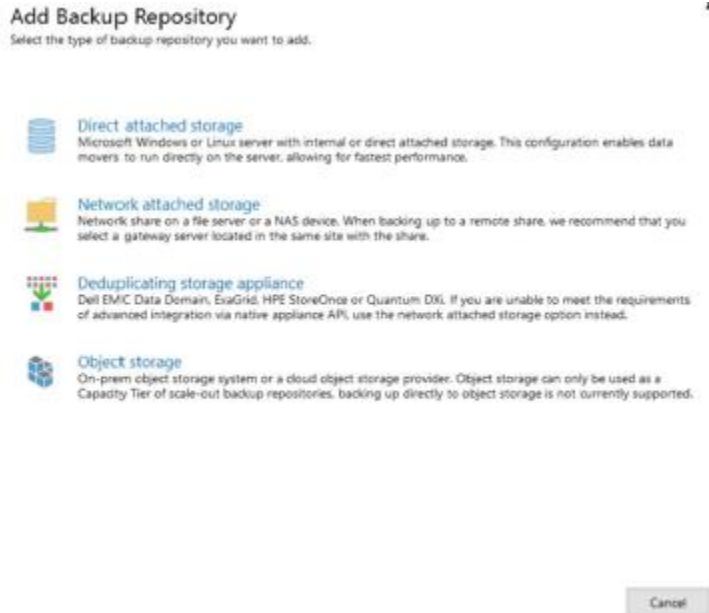 Add Backup Repository
Select the type of backup repository you want to add.
Direct attached storage
Microsoft Windows or Linux server with internal or direct attached storage. This configuration enables data
movers to run directly on the server, allowing for fastest performance.
Network attached storage
Network share on a file server or a NAS device. When backing up to a remote share, we recommend that you
select a gateway server located in the same site with the share.
Deduplicating storage appliance
Dell EMC Data Domain, ExaGrid, HPE StoreOnce or Quantum DXi. If you are unable to meet the requirements
of advanced integration via native appliance API, use the network attached storage option instead.
Object storage
On-prem object storage system or a cloud object storage provider. Object storage can only be used as a
Capacity Tier of scale-out backup repositories, backing up directly to object storage is not currently supported.
Cancel